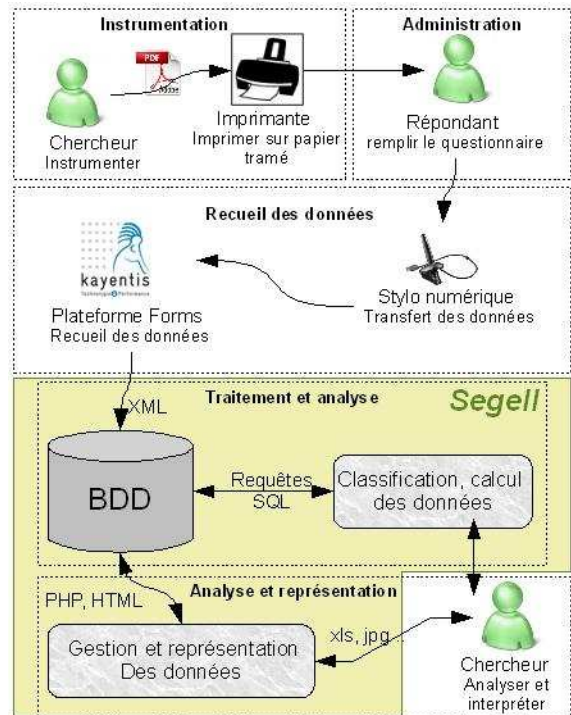 Instrumentation
Administration
PDF
Adobe
Chercheur
Instrumenter
Imprimante
Imprimer sur papier
tramé
Répondant
remplir le questionnaire
Recueil des données
kayentis
Plateforme Forms
Recueil des données
Stylo numérique
Transfert des données
XML
Traitement et analyse
Segell
BDD
Requêtes
SQL
Classification, calcul
des données
PHP, HTML
Analyse et représentation
Gestion et représentation
Des données
xls, jpg...
Chercheur
Analyser et
interpréter